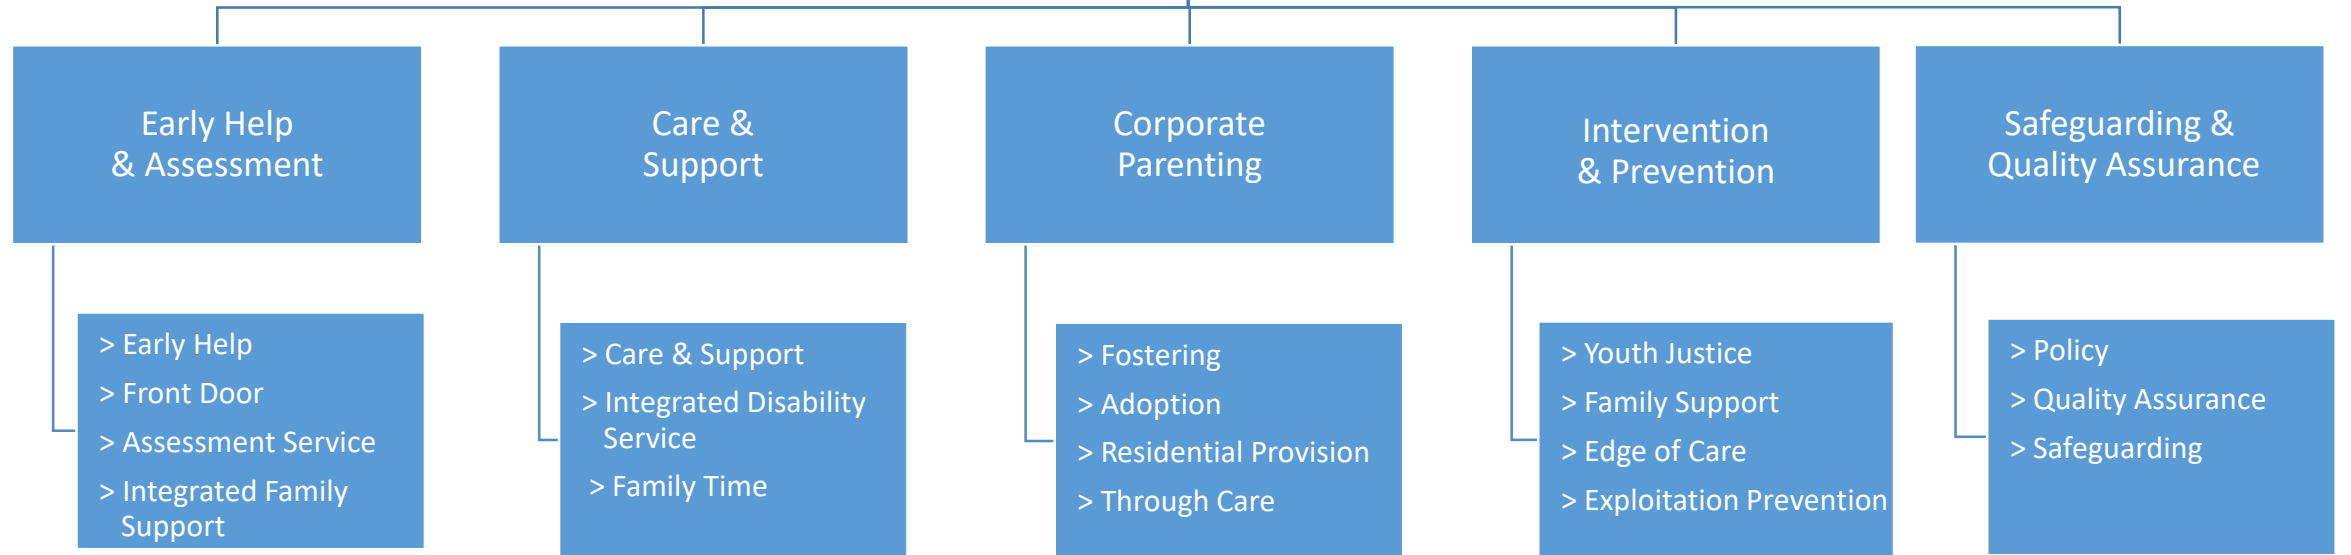 Early Help
& Assessment
Care &
Support
Corporate
Parenting
Intervention
& Prevention
Safeguarding &
Quality Assurance
> Early Help
> Front Door
> Assessment Service
> Integrated Family
Support
> Care & Support
> Integrated Disability
Service
> Family Time
> Fostering
> Adoption
> Residential Provision
> Through Care
> Youth Justice
> Family Support
> Edge of Care
> Exploitation Prevention
> Policy
> Quality Assurance
> Safeguarding